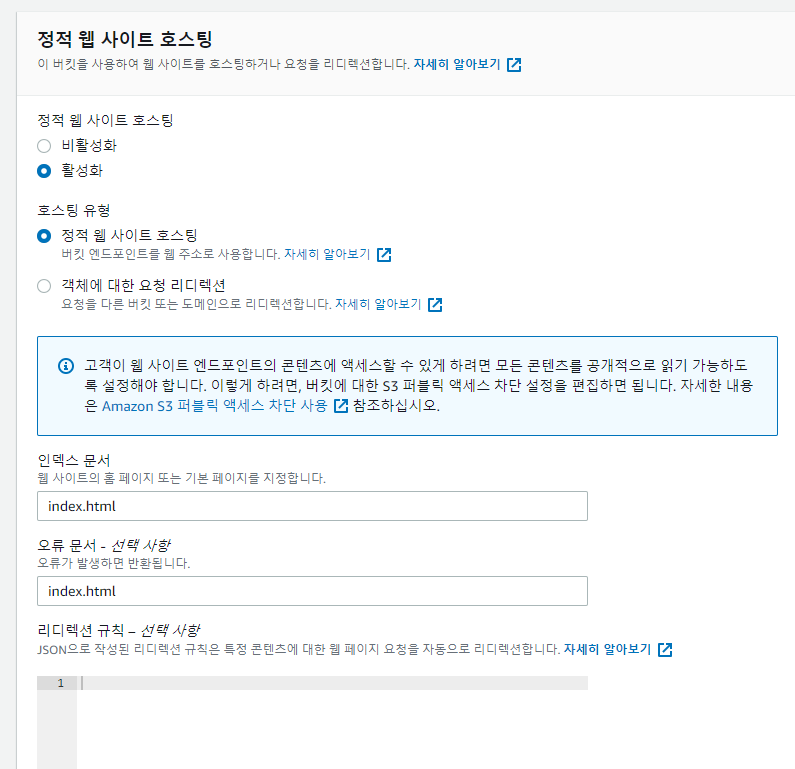 정적 웹 사이트 호스팅
이 버킷을 사용하여 웹 사이트를 호스팅하거나 요청을 리디렉션합니다. 자세히 알아보기
정적 웹 사이트 호스팅
비활성화
활성화
호스팅 유형
정적 웹 사이트 호스팅
버킷 엔드포인트를 웹 주소로 사용합니다. 자세히 알아보기
객체에 대한 요청 리디렉션
요청을 다른 버킷 또는 도메인으로 리디렉션합니다. 자세히 알아보기
고객이 웹 사이트 엔드포인트의 콘텐츠에 액세스할 수 있게 하려면 모든 콘텐츠를 공개적으로 읽기 가능하도
록 설정해야 합니다. 이렇게 하려면, 버킷에 대한 S3 퍼블릭 액세스 차단 설정을 편집하면 됩니다. 자세한 내용
은 Amazon S3 퍼블릭 액세스 차단 사용 참조하십시오.
인덱스 문서
웹 사이트의 홈 페이지 또는 기본 페이지를 지정합니다.
index.html
오류 문서 - 선택 사항
오류가 발생하면 반환됩니다.
index.html
리디렉션 규칙 – 선택 사항
JSON으로 작성된 리디렉션 규칙은 특정 콘텐츠에 대한 웹 페이지 요청을 자동으로 리디렉션합니다. 자세히 알아보기
1